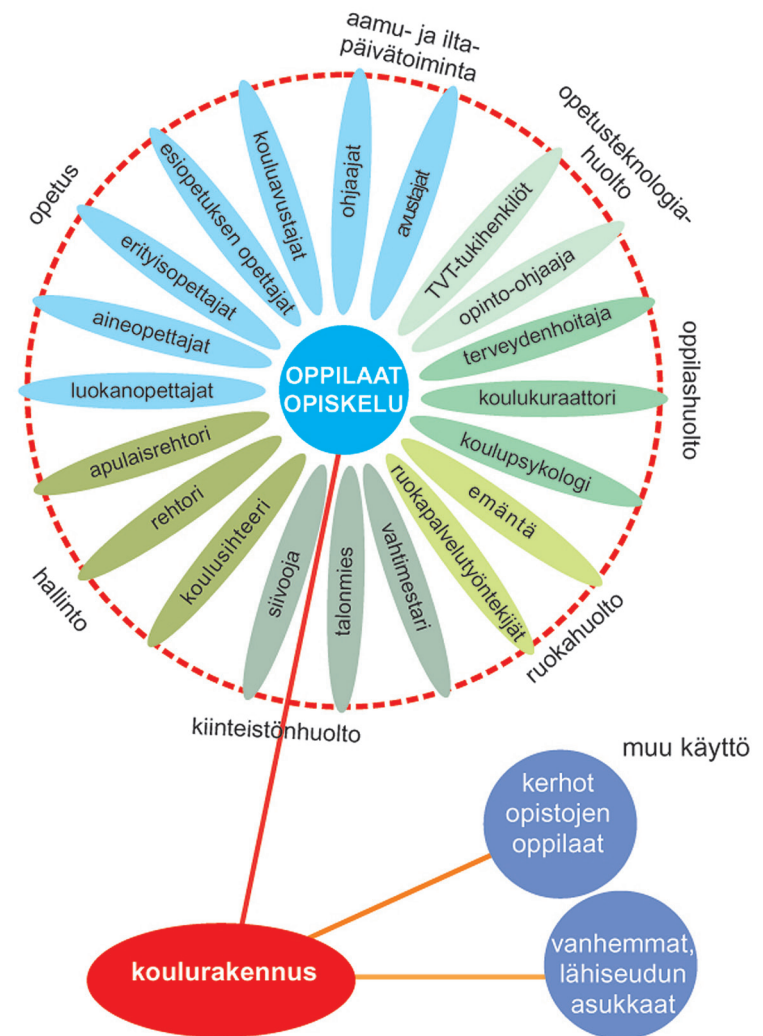 aamu- ja ilta-
päivätoiminta
opetusteknologia-
huolto
opetus
oppilashuolto
hallinto
ruokahuolto
kiinteistönhuolto
luokanopettajat
aineopettajat
erityisopettajat
esiopetuksen opettajat
kouluavustajat
ohjaajat
avustajat
TVT-tukihenkilöt
opinto-ohjaaja
terveydenhoitaja
koulukuraattori
koulupsykologi
emäntä
ruokapalvelutyöntekijät
vahtimestari
talonmies
siivooja
koulusihteeri
rehtori
apulaisrehtori
OPPILAAT
OPISKELU
muu käyttö
kerhot
opistojen
oppilaat
vanhemmat,
lähiseudun
asukkaat
koulurakennus